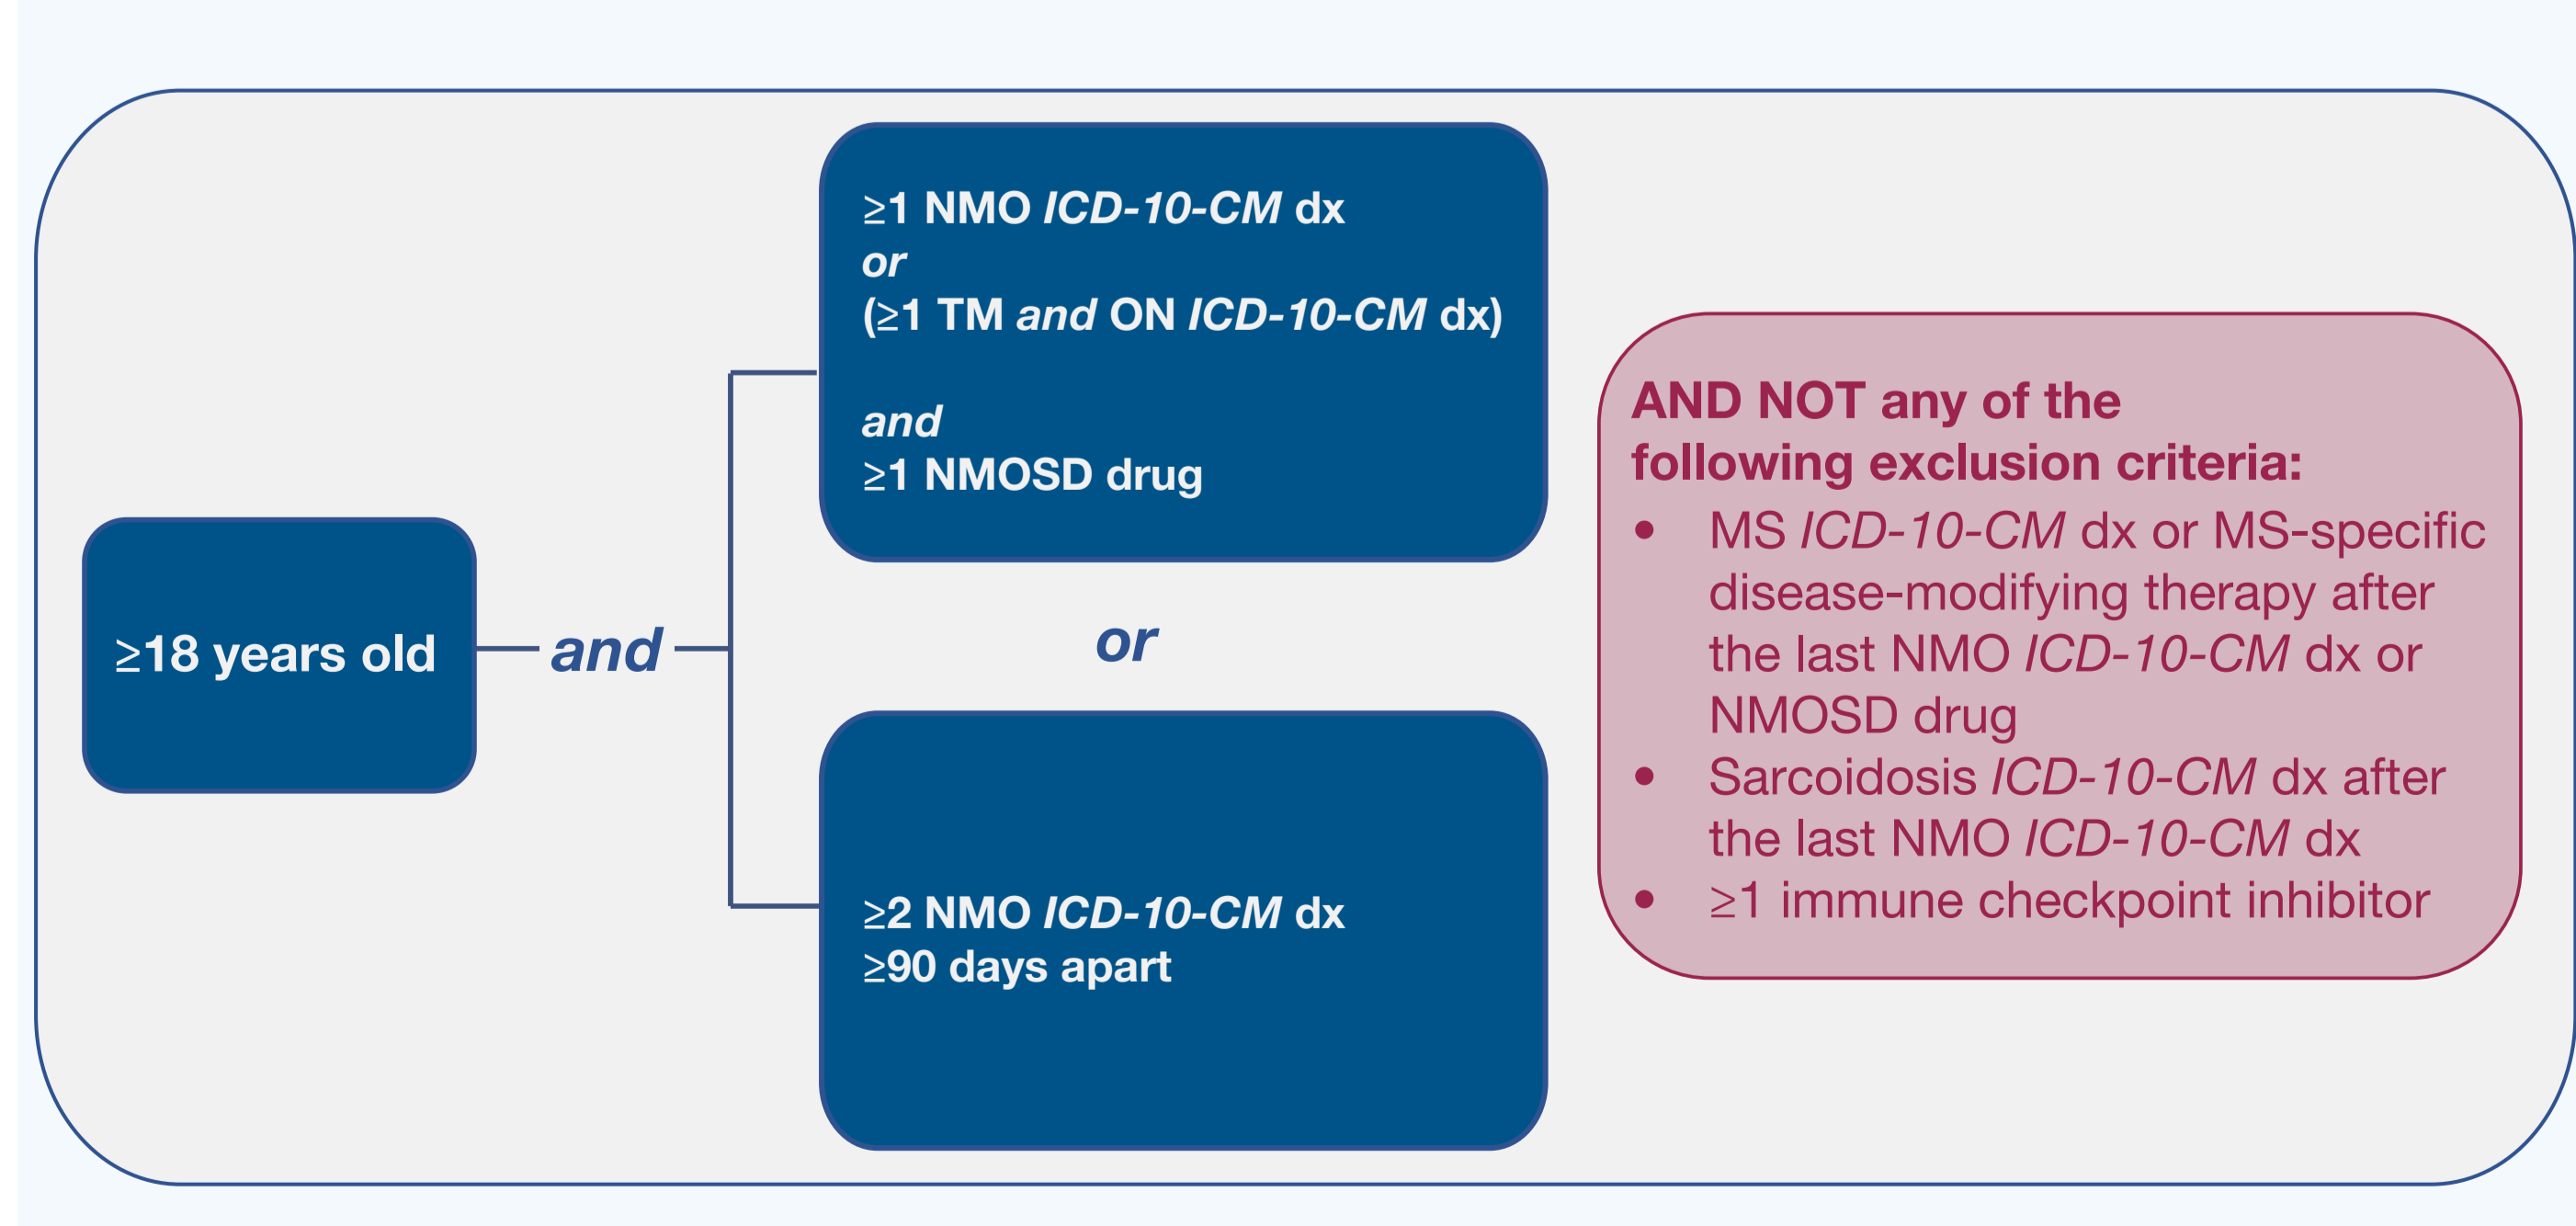 ≥18 years old
and
≥1 NMO ICD-10-CM dx
or
(≥1 TM and ON ICD-10-CM dx)
and
≥1 NMOSD drug
or
≥2 NMO ICD-10-CM dx
≥90 days apart
AND NOT any of the
following exclusion criteria:
• MS ICD-10-CM dx or MS-specific
disease-modifying therapy after
the last NMO ICD-10-CM dx or
NMOSD drug
• Sarcoidosis ICD-10-CM dx after
the last NMO ICD-10-CM dx
• ≥1 immune checkpoint inhibitor